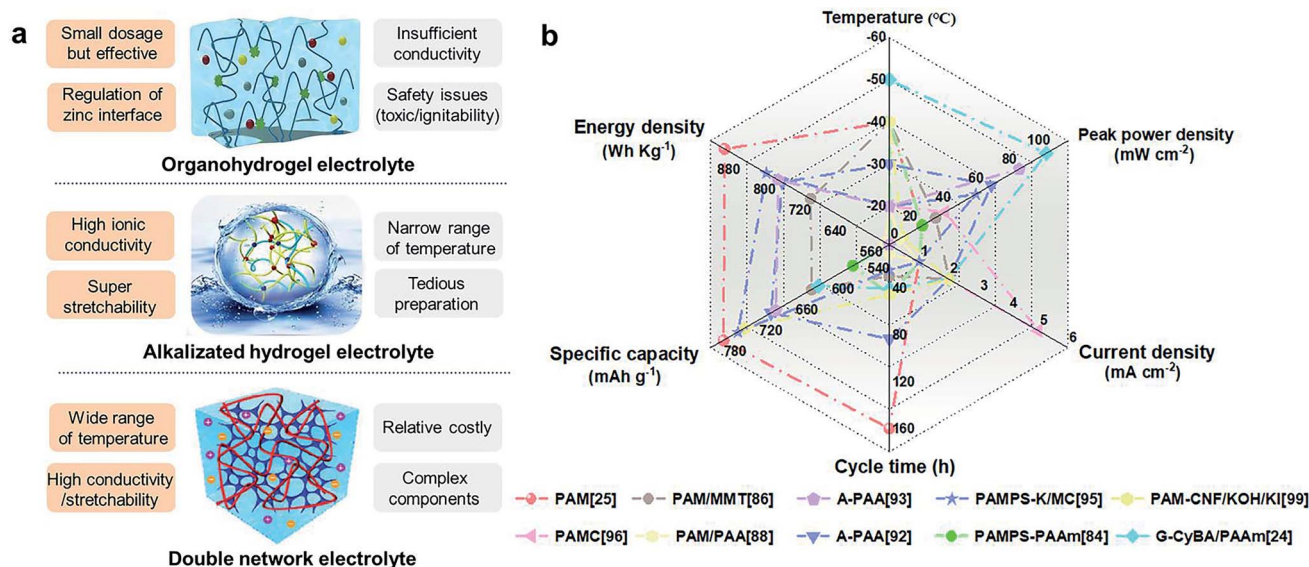 a
Small dosage
but effective
Regulation of
zinc interface
Insufficient
conductivity
Safety issues
(toxic/ignitability)
Organohydrogel electrolyte
High ionic
conductivity
Super
stretchability
Narrow range
of temperature
Tedious
preparation
Alkalizated hydrogel electrolyte
Wide range
of temperature
High conductivity
/stretchability
Relative costly
Complex
components
Double network electrolyte
b
Temperature (°C)
-60
-50
-40
-30
-20
Peak power density
(mW cm-2)
100
80
60
40
20
0
Current density
(mA cm-2)
1
2
3
4
5
6
Cycle time (h)
40
80
120
160
Specific capacity
(mAh g-1)
540
600
660
720
780
Energy density
(Wh Kg-1)
560
640
720
800
880
PAM[25]
PAM/MMT[86]
A-PAA[93]
PAMPS-K/MC[95]
PAM-CNF/KOH/KI[99]
PAMC[96]
PAM/PAA[88]
A-PAA[92]
PAMPS-PAAm[84]
G-CyBA/PAAm[24]